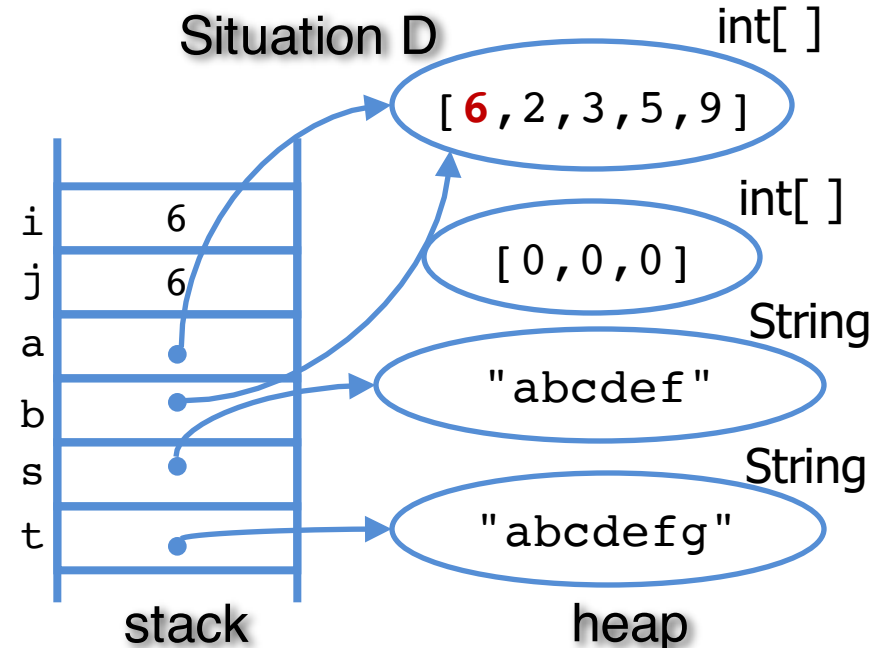 Situation D
int[ ]
[6,2,3,5,9]
int[ ]
[0,0,0]
String
"abcdef"
String
"abcdefg"
i 6
j 6
a
b
s
t
stack
heap